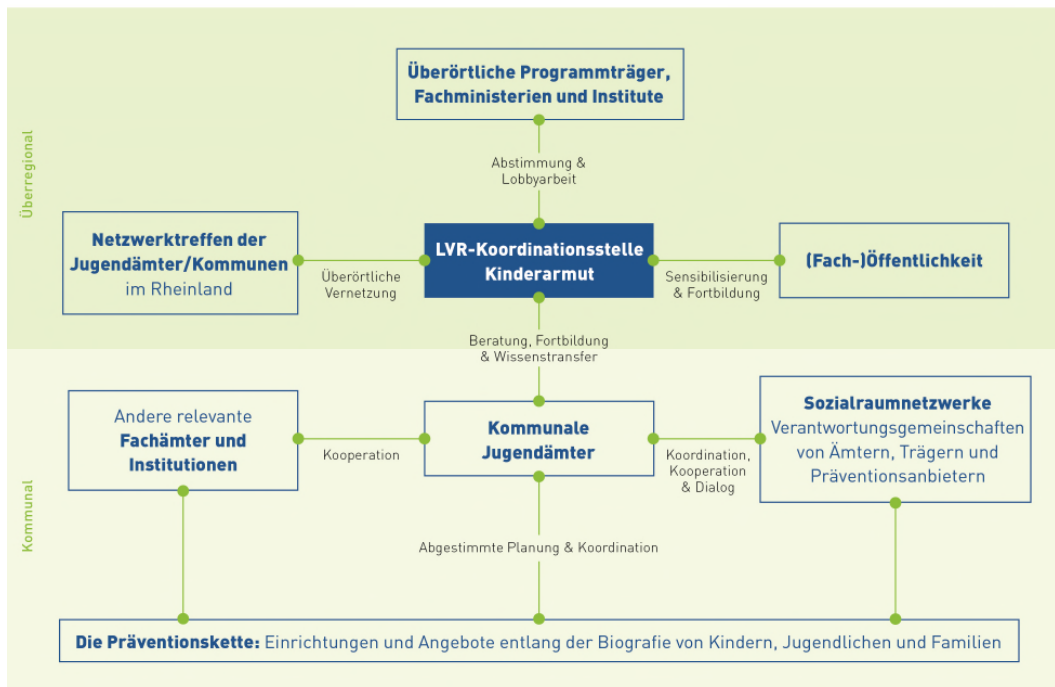 Überörtliche Programmträger,
Fachministerien und Institute
Überregional
Abstimmung &
Lobbyarbeit
Netzwerktreffen der
Jugendämter/Kommunen
im Rheinland
Überörtliche
Vernetzung
LVR-Koordinationsstelle
Kinderarmut
Sensibilisierung
& Fortbildung
(Fach-)Öffentlichkeit
Beratung, Fortbildung
& Wissenstransfer
Kommunal
Andere relevante
Fachämter und
Institutionen
Kooperation
Kommunale
Jugendämter
Koordination,
Kooperation
& Dialog
Sozialraumnetzwerke
Verantwortungsgemeinschaften
von Ämtern, Trägern und
Präventionsanbietern
Abgestimmte Planung & Koordination
Die Präventionskette: Einrichtungen und Angebote entlang der Biografie von Kindern, Jugendlichen und Familien